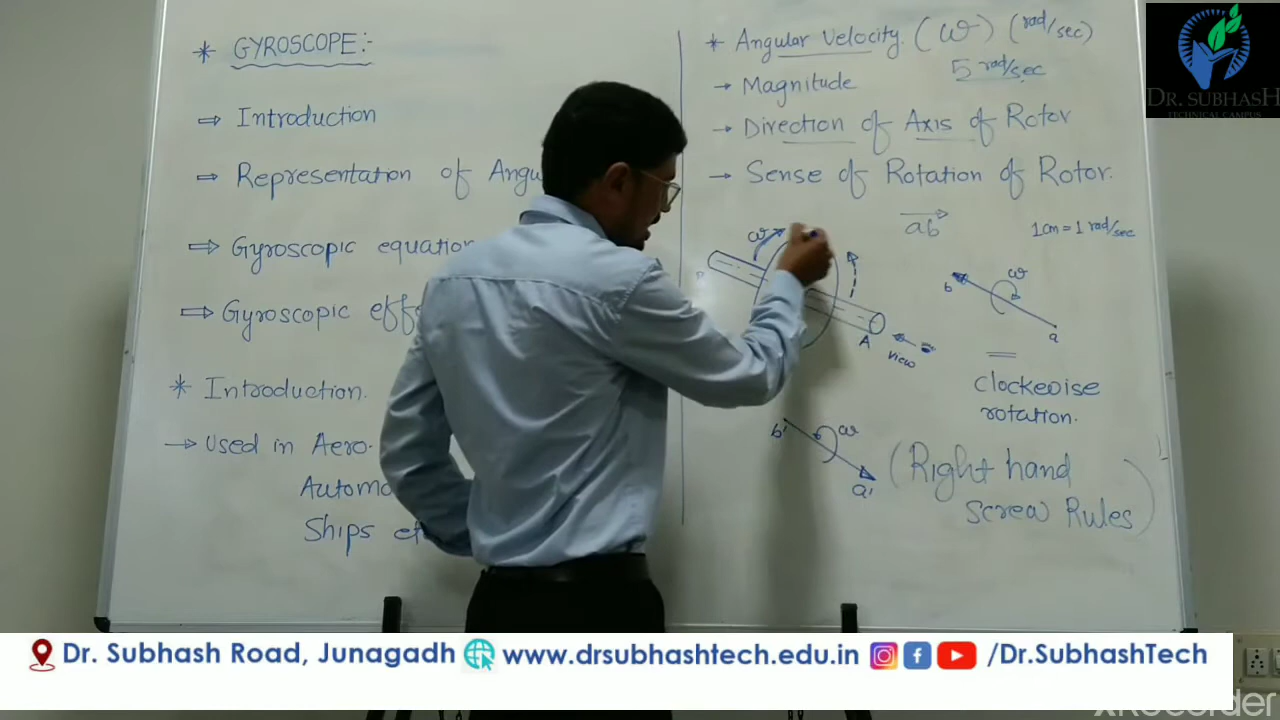 * GYROSCOPE:-
⇒ Introduction
⇒ Representation of Angu
⇒ Gyroscopic equation
⇒ Gyroscopic eff
* Introduction.
→ Used in Aero.
Automo
Ships et
* Angular Velocity. (ω) (rad/sec)
→ Magnitude 5 rad/sec
→ Direction of Axis of Rotor
→ Sense of Rotation of Rotor.
ab
1cm = 1 rad/sec
ω
A
view
b ω a
clockwise
rotation.
b' ω a'
(Right hand
screw Rules)
DR. SUBHASH
TECHNICAL CAMPUS
Dr. Subhash Road, Junagadh www.drsubhashtech.edu.in /Dr.SubhashTech